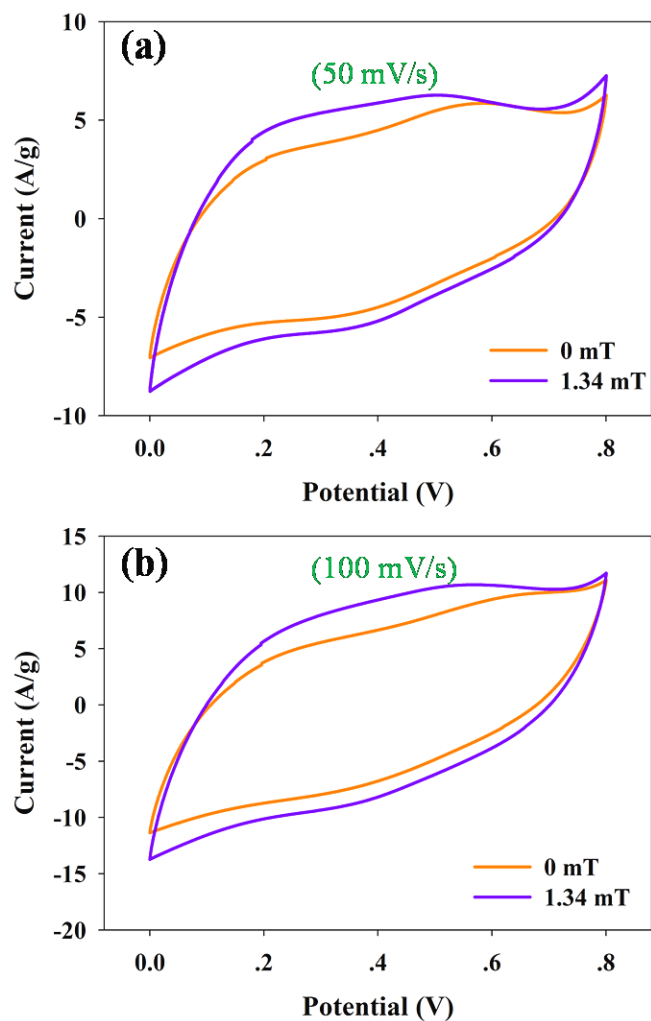 10
(a)
(50 mV/s)
5
0
-5
-10
Current (A/g)
0 mT
1.34 mT
0.0 .2 .4 .6 .8
Potential (V)
15
(b)
(100 mV/s)
10
5
0
-5
-10
-15
-20
Current (A/g)
0 mT
1.34 mT
0.0 .2 .4 .6 .8
Potential (V)